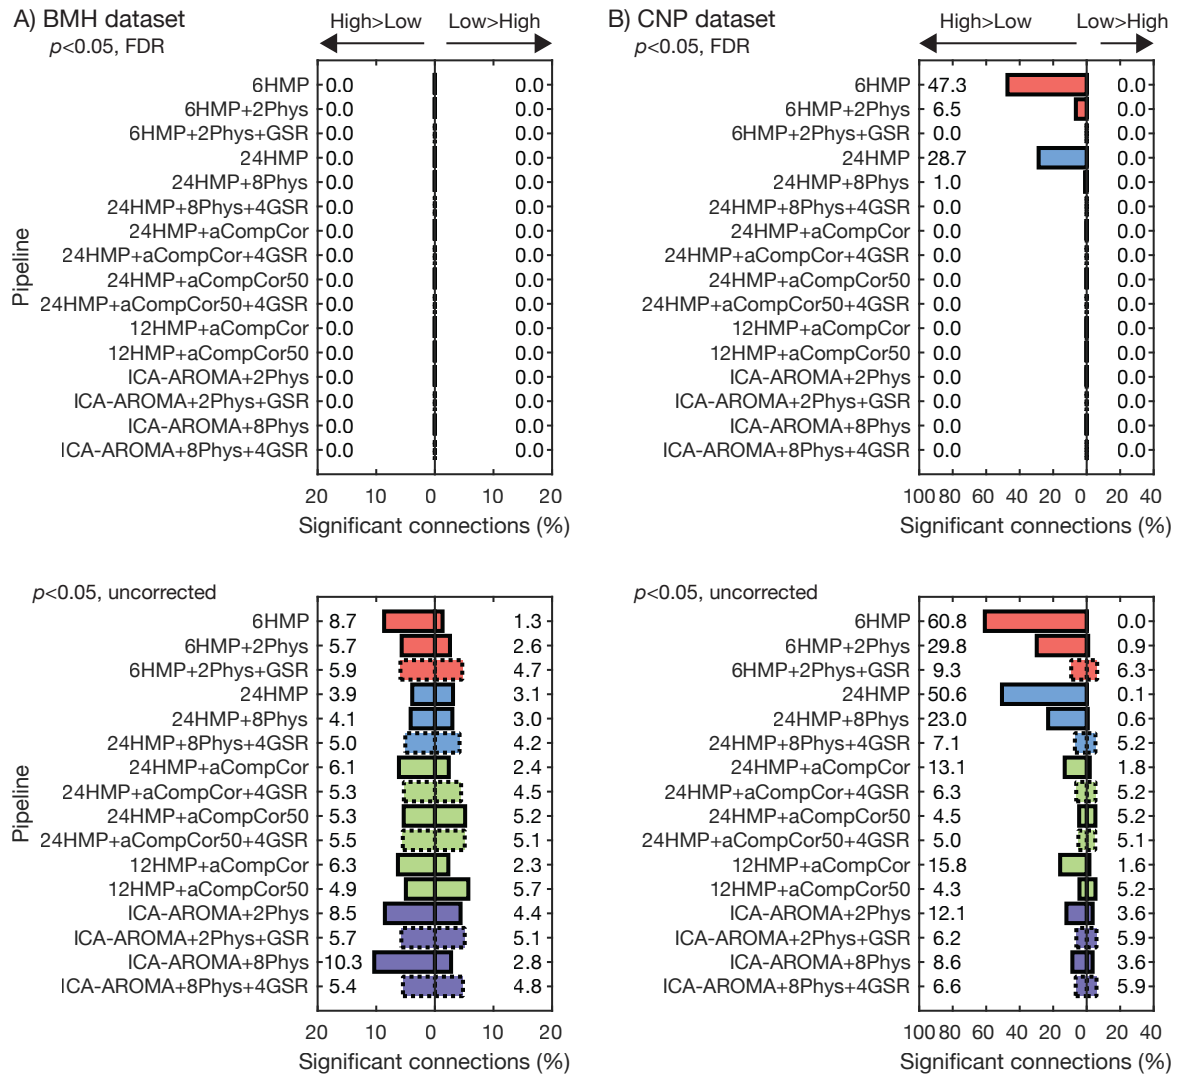 A) BMH dataset
p<0.05, FDR
High>Low Low>High
Pipeline
6HMP 0.0 0.0
6HMP+2Phys 0.0 0.0
6HMP+2Phys+GSR 0.0 0.0
24HMP 0.0 0.0
24HMP+8Phys 0.0 0.0
24HMP+8Phys+4GSR 0.0 0.0
24HMP+aCompCor 0.0 0.0
24HMP+aCompCor+4GSR 0.0 0.0
24HMP+aCompCor50 0.0 0.0
24HMP+aCompCor50+4GSR 0.0 0.0
12HMP+aCompCor 0.0 0.0
12HMP+aCompCor50 0.0 0.0
ICA-AROMA+2Phys 0.0 0.0
ICA-AROMA+2Phys+GSR 0.0 0.0
ICA-AROMA+8Phys 0.0 0.0
ICA-AROMA+8Phys+4GSR 0.0 0.0
20 10 0 10 20
Significant connections (%)
B) CNP dataset
p<0.05, FDR
High>Low Low>High
6HMP 47.3 0.0
6HMP+2Phys 6.5 0.0
6HMP+2Phys+GSR 0.0 0.0
24HMP 28.7 0.0
24HMP+8Phys 1.0 0.0
24HMP+8Phys+4GSR 0.0 0.0
24HMP+aCompCor 0.0 0.0
24HMP+aCompCor+4GSR 0.0 0.0
24HMP+aCompCor50 0.0 0.0
24HMP+aCompCor50+4GSR 0.0 0.0
12HMP+aCompCor 0.0 0.0
12HMP+aCompCor50 0.0 0.0
ICA-AROMA+2Phys 0.0 0.0
ICA-AROMA+2Phys+GSR 0.0 0.0
ICA-AROMA+8Phys 0.0 0.0
ICA-AROMA+8Phys+4GSR 0.0 0.0
100 80 60 40 20 0 20 40
Significant connections (%)
p<0.05, uncorrected
Pipeline
6HMP 8.7 1.3
6HMP+2Phys 5.7 2.6
6HMP+2Phys+GSR 5.9 4.7
24HMP 3.9 3.1
24HMP+8Phys 4.1 3.0
24HMP+8Phys+4GSR 5.0 4.2
24HMP+aCompCor 6.1 2.4
24HMP+aCompCor+4GSR 5.3 4.5
24HMP+aCompCor50 5.3 5.2
24HMP+aCompCor50+4GSR 5.5 5.1
12HMP+aCompCor 6.3 2.3
12HMP+aCompCor50 4.9 5.7
ICA-AROMA+2Phys 8.5 4.4
ICA-AROMA+2Phys+GSR 5.7 5.1
ICA-AROMA+8Phys 10.3 2.8
ICA-AROMA+8Phys+4GSR 5.4 4.8
20 10 0 10 20
Significant connections (%)
p<0.05, uncorrected
6HMP 60.8 0.0
6HMP+2Phys 29.8 0.9
6HMP+2Phys+GSR 9.3 6.3
24HMP 50.6 0.1
24HMP+8Phys 23.0 0.6
24HMP+8Phys+4GSR 7.1 5.2
24HMP+aCompCor 13.1 1.8
24HMP+aCompCor+4GSR 6.3 5.2
24HMP+aCompCor50 4.5 5.2
24HMP+aCompCor50+4GSR 5.0 5.1
12HMP+aCompCor 15.8 1.6
12HMP+aCompCor50 4.3 5.2
ICA-AROMA+2Phys 12.1 3.6
ICA-AROMA+2Phys+GSR 6.2 5.9
ICA-AROMA+8Phys 8.6 3.6
ICA-AROMA+8Phys+4GSR 6.6 5.9
100 80 60 40 20 0 20 40
Significant connections (%)